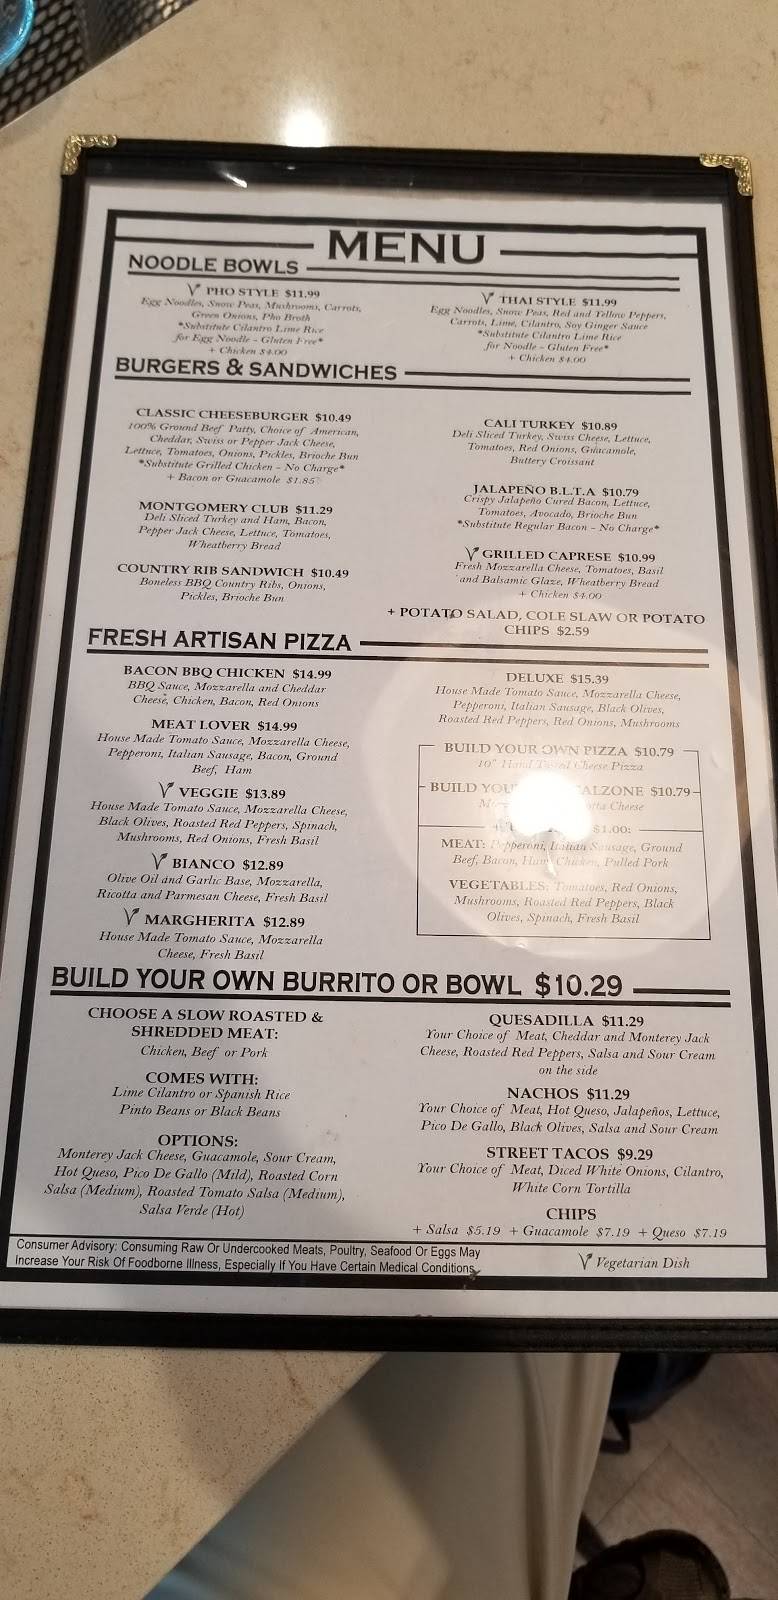 MENU
NOODLE BOWLS
PHO STYLE $11.99
Egg Noodles, Snow Peas, Mushrooms, Carrots,
Green Onions, Pho Broth
*Substitute Cilantro Lime Rice
for Egg Noodle - Gluten Free*
+ Chicken $4.00
THAI STYLE $11.99
Egg Noodles, Snow Peas, Red and Yellow Peppers,
Carrots, Lime, Cilantro, Soy Ginger Sauce
*Substitute Cilantro Lime Rice
for Noodle - Gluten Free*
+ Chicken $4.00
BURGERS & SANDWICHES
CLASSIC CHEESEBURGER $10.49
100% Ground Beef Patty, Choice of American,
Cheddar, Swiss or Pepper Jack Cheese,
Lettuce, Tomatoes, Onions, Pickles, Brioche Bun
*Substitute Grilled Chicken - No Charge*
+ Bacon or Guacamole $1.85
MONTGOMERY CLUB $11.29
Deli Sliced Turkey and Ham, Bacon,
Pepper Jack Cheese, Lettuce, Tomatoes,
Wheatberry Bread
COUNTRY RIB SANDWICH $10.49
Boneless BBQ Country Ribs, Onions,
Pickles, Brioche Bun
CALI TURKEY $10.89
Deli Sliced Turkey, Swiss Cheese, Lettuce,
Tomatoes, Red Onions, Guacamole,
Buttery Croissant
JALAPEÑO B.L.T.A $10.79
Crispy Jalapeño Cured Bacon, Lettuce,
Tomatoes, Avocado, Brioche Bun
*Substitute Regular Bacon - No Charge*
GRILLED CAPRESE $10.99
Fresh Mozzarella Cheese, Tomatoes, Basil
and Balsamic Glaze, Wheatberry Bread
+ Chicken $4.00
+ POTATO SALAD, COLE SLAW OR POTATO
CHIPS $2.59
FRESH ARTISAN PIZZA
BACON BBQ CHICKEN $14.99
BBQ Sauce, Mozzarella and Cheddar
Cheese, Chicken, Bacon, Red Onions
MEAT LOVER $14.99
House Made Tomato Sauce, Mozzarella Cheese,
Pepperoni, Italian Sausage, Bacon, Ground
Beef, Ham
VEGGIE $13.89
House Made Tomato Sauce, Mozzarella Cheese,
Black Olives, Roasted Red Peppers, Spinach,
Mushrooms, Red Onions, Fresh Basil
BIANCO $12.89
Olive Oil and Garlic Base, Mozzarella,
Ricotta and Parmesan Cheese, Fresh Basil
MARGHERITA $12.89
House Made Tomato Sauce, Mozzarella
Cheese, Fresh Basil
DELUXE $15.39
House Made Tomato Sauce, Mozzarella Cheese,
Pepperoni, Italian Sausage, Black Olives,
Roasted Red Peppers, Red Onions, Mushrooms
BUILD YOUR OWN PIZZA $10.79
10" Hand Tossed Cheese Pizza
BUILD CALZONE $10.79
Cheese
$1.00:
MEAT: Pepperoni, Italian Sausage, Ground
Beef, Bacon, Ham, Chicken, Pulled Pork
VEGETABLES: Tomatoes, Red Onions,
Mushrooms, Roasted Red Peppers, Black
Olives, Spinach, Fresh Basil
BUILD YOUR OWN BURRITO OR BOWL $10.29
CHOOSE A SLOW ROASTED &
SHREDDED MEAT:
Chicken, Beef or Pork
COMES WITH:
Lime Cilantro or Spanish Rice
Pinto Beans or Black Beans
OPTIONS:
Monterey Jack Cheese, Guacamole, Sour Cream,
Hot Queso, Pico De Gallo (Mild), Roasted Corn
Salsa (Medium), Roasted Tomato Salsa (Medium),
Salsa Verde (Hot)
QUESADILLA $11.29
Your Choice of Meat, Cheddar and Monterey Jack
Cheese, Roasted Red Peppers, Salsa and Sour Cream
on the side
NACHOS $11.29
Your Choice of Meat, Hot Queso, Jalapeños, Lettuce,
Pico De Gallo, Black Olives, Salsa and Sour Cream
STREET TACOS $9.29
Your Choice of Meat, Diced White Onions, Cilantro,
White Corn Tortilla
CHIPS
+ Salsa $5.19 + Guacamole $7.19 + Queso $7.19
Consumer Advisory: Consuming Raw Or Undercooked Meats, Poultry, Seafood Or Eggs May
Increase Your Risk Of Foodborne Illness, Especially If You Have Certain Medical Conditions
Vegetarian Dish